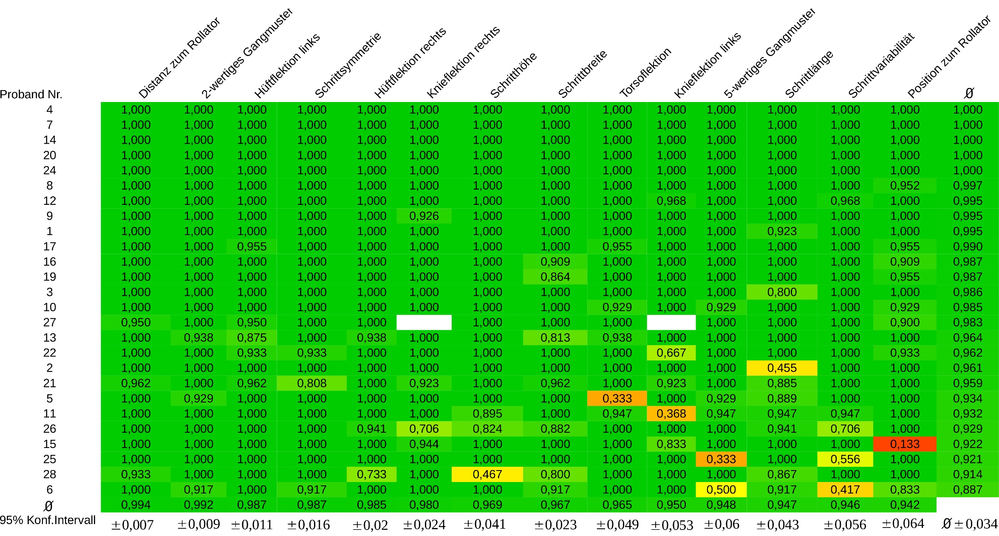 Distanz zum Rollator
2-wertiges Gangmuster
Hüftflektion links
Schrittsymmetrie
Hüftflektion rechts
Knieflektion rechts
Schritthöhe
Schrittbreite
Torsoflektion
Knieflektion links
5-wertiges Gangmuster
Schrittlänge
Schrittvariabilität
Position zum Rollator
Proband Nr. Ø
4 1,000 1,000 1,000 1,000 1,000 1,000 1,000 1,000 1,000 1,000 1,000 1,000 1,000 1,000 1,000
7 1,000 1,000 1,000 1,000 1,000 1,000 1,000 1,000 1,000 1,000 1,000 1,000 1,000 1,000 1,000
14 1,000 1,000 1,000 1,000 1,000 1,000 1,000 1,000 1,000 1,000 1,000 1,000 1,000 1,000 1,000
20 1,000 1,000 1,000 1,000 1,000 1,000 1,000 1,000 1,000 1,000 1,000 1,000 1,000 1,000 1,000
24 1,000 1,000 1,000 1,000 1,000 1,000 1,000 1,000 1,000 1,000 1,000 1,000 1,000 1,000 1,000
8 1,000 1,000 1,000 1,000 1,000 1,000 1,000 1,000 1,000 1,000 1,000 1,000 1,000 0,952 0,997
12 1,000 1,000 1,000 1,000 1,000 1,000 1,000 1,000 1,000 0,968 1,000 1,000 0,968 1,000 0,995
9 1,000 1,000 1,000 1,000 1,000 0,926 1,000 1,000 1,000 1,000 1,000 1,000 1,000 1,000 0,995
1 1,000 1,000 1,000 1,000 1,000 1,000 1,000 1,000 1,000 1,000 1,000 0,923 1,000 1,000 0,995
17 1,000 1,000 0,955 1,000 1,000 1,000 1,000 1,000 0,955 1,000 1,000 1,000 1,000 0,955 0,990
16 1,000 1,000 1,000 1,000 1,000 1,000 1,000 0,909 1,000 1,000 1,000 1,000 1,000 0,909 0,987
19 1,000 1,000 1,000 1,000 1,000 1,000 1,000 0,864 1,000 1,000 1,000 1,000 1,000 0,955 0,987
3 1,000 1,000 1,000 1,000 1,000 1,000 1,000 1,000 1,000 1,000 1,000 0,800 1,000 1,000 0,986
10 1,000 1,000 1,000 1,000 1,000 1,000 1,000 1,000 0,929 1,000 0,929 1,000 1,000 0,929 0,985
27 0,950 1,000 0,950 1,000 1,000 1,000 1,000 1,000 1,000 1,000 1,000 0,900 0,983
13 1,000 0,938 0,875 1,000 0,938 1,000 1,000 0,813 0,938 1,000 1,000 1,000 1,000 1,000 0,964
22 1,000 1,000 0,933 0,933 1,000 1,000 1,000 1,000 1,000 0,667 1,000 1,000 1,000 0,933 0,962
2 1,000 1,000 1,000 1,000 1,000 1,000 1,000 1,000 1,000 1,000 1,000 0,455 1,000 1,000 0,961
21 0,962 1,000 0,962 0,808 1,000 0,923 1,000 0,962 1,000 0,923 1,000 0,885 1,000 1,000 0,959
5 1,000 0,929 1,000 1,000 1,000 1,000 1,000 1,000 0,333 1,000 0,929 0,889 1,000 1,000 0,934
11 1,000 1,000 1,000 1,000 1,000 1,000 0,895 1,000 0,947 0,368 0,947 0,947 0,947 1,000 0,932
26 1,000 1,000 1,000 1,000 0,941 0,706 0,824 0,882 1,000 1,000 1,000 0,941 0,706 1,000 0,929
15 1,000 1,000 1,000 1,000 1,000 0,944 1,000 1,000 1,000 0,833 1,000 1,000 1,000 0,133 0,922
25 1,000 1,000 1,000 1,000 1,000 1,000 1,000 1,000 1,000 1,000 0,333 1,000 0,556 1,000 0,921
28 0,933 1,000 1,000 1,000 0,733 1,000 0,467 0,800 1,000 1,000 1,000 0,867 1,000 1,000 0,914
6 1,000 0,917 1,000 0,917 1,000 1,000 1,000 0,917 1,000 1,000 0,500 0,917 0,417 0,833 0,887
Ø 0,994 0,992 0,987 0,987 0,985 0,980 0,969 0,967 0,965 0,950 0,948 0,947 0,946 0,942
95% Konf.Intervall ±0,007 ±0,009 ±0,011 ±0,016 ±0,02 ±0,024 ±0,041 ±0,023 ±0,049 ±0,053 ±0,06 ±0,043 ±0,056 ±0,064 Ø±0,034